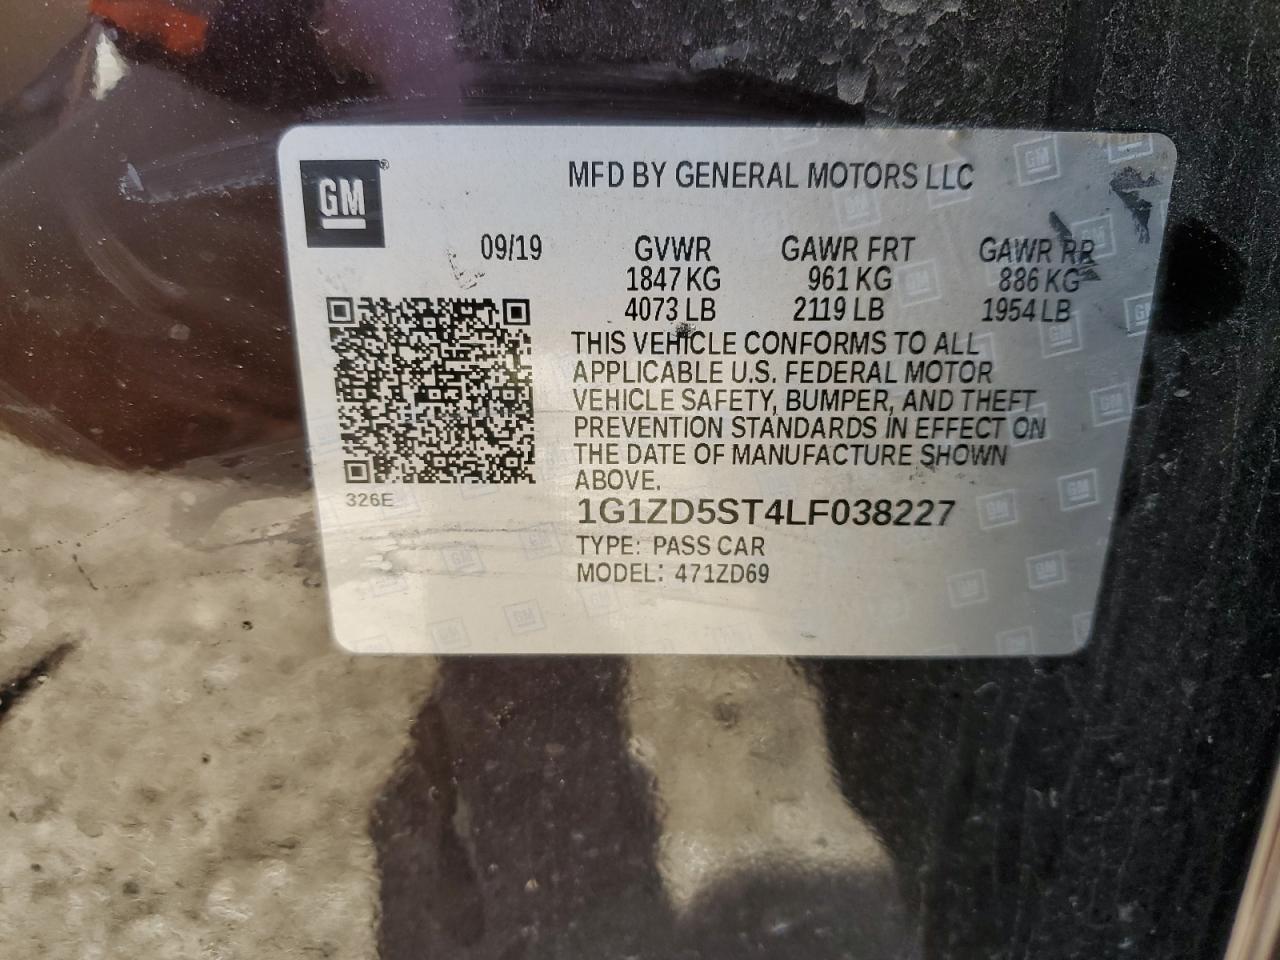 GM®
MFD BY GENERAL MOTORS LLC
09/19 GVWR GAWR FRT GAWR RR
1847 KG 961 KG 886 KG
4073 LB 2119 LB 1954 LB
THIS VEHICLE CONFORMS TO ALL
APPLICABLE U.S. FEDERAL MOTOR
VEHICLE SAFETY, BUMPER, AND THEFT
PREVENTION STANDARDS IN EFFECT ON
THE DATE OF MANUFACTURE SHOWN
ABOVE.
326E
1G1ZD5ST4LF038227
TYPE: PASS CAR
MODEL: 471ZD69